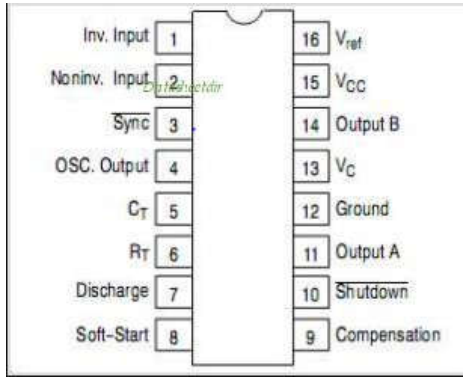 Inv. Input 1 16 Vref
Noninv. Input 2 15 VCC
Datasheetdir
Sync 3 14 Output B
OSC. Output 4 13 VC
CT 5 12 Ground
RT 6 11 Output A
Discharge 7 10 Shutdown
Soft-Start 8 9 Compensation